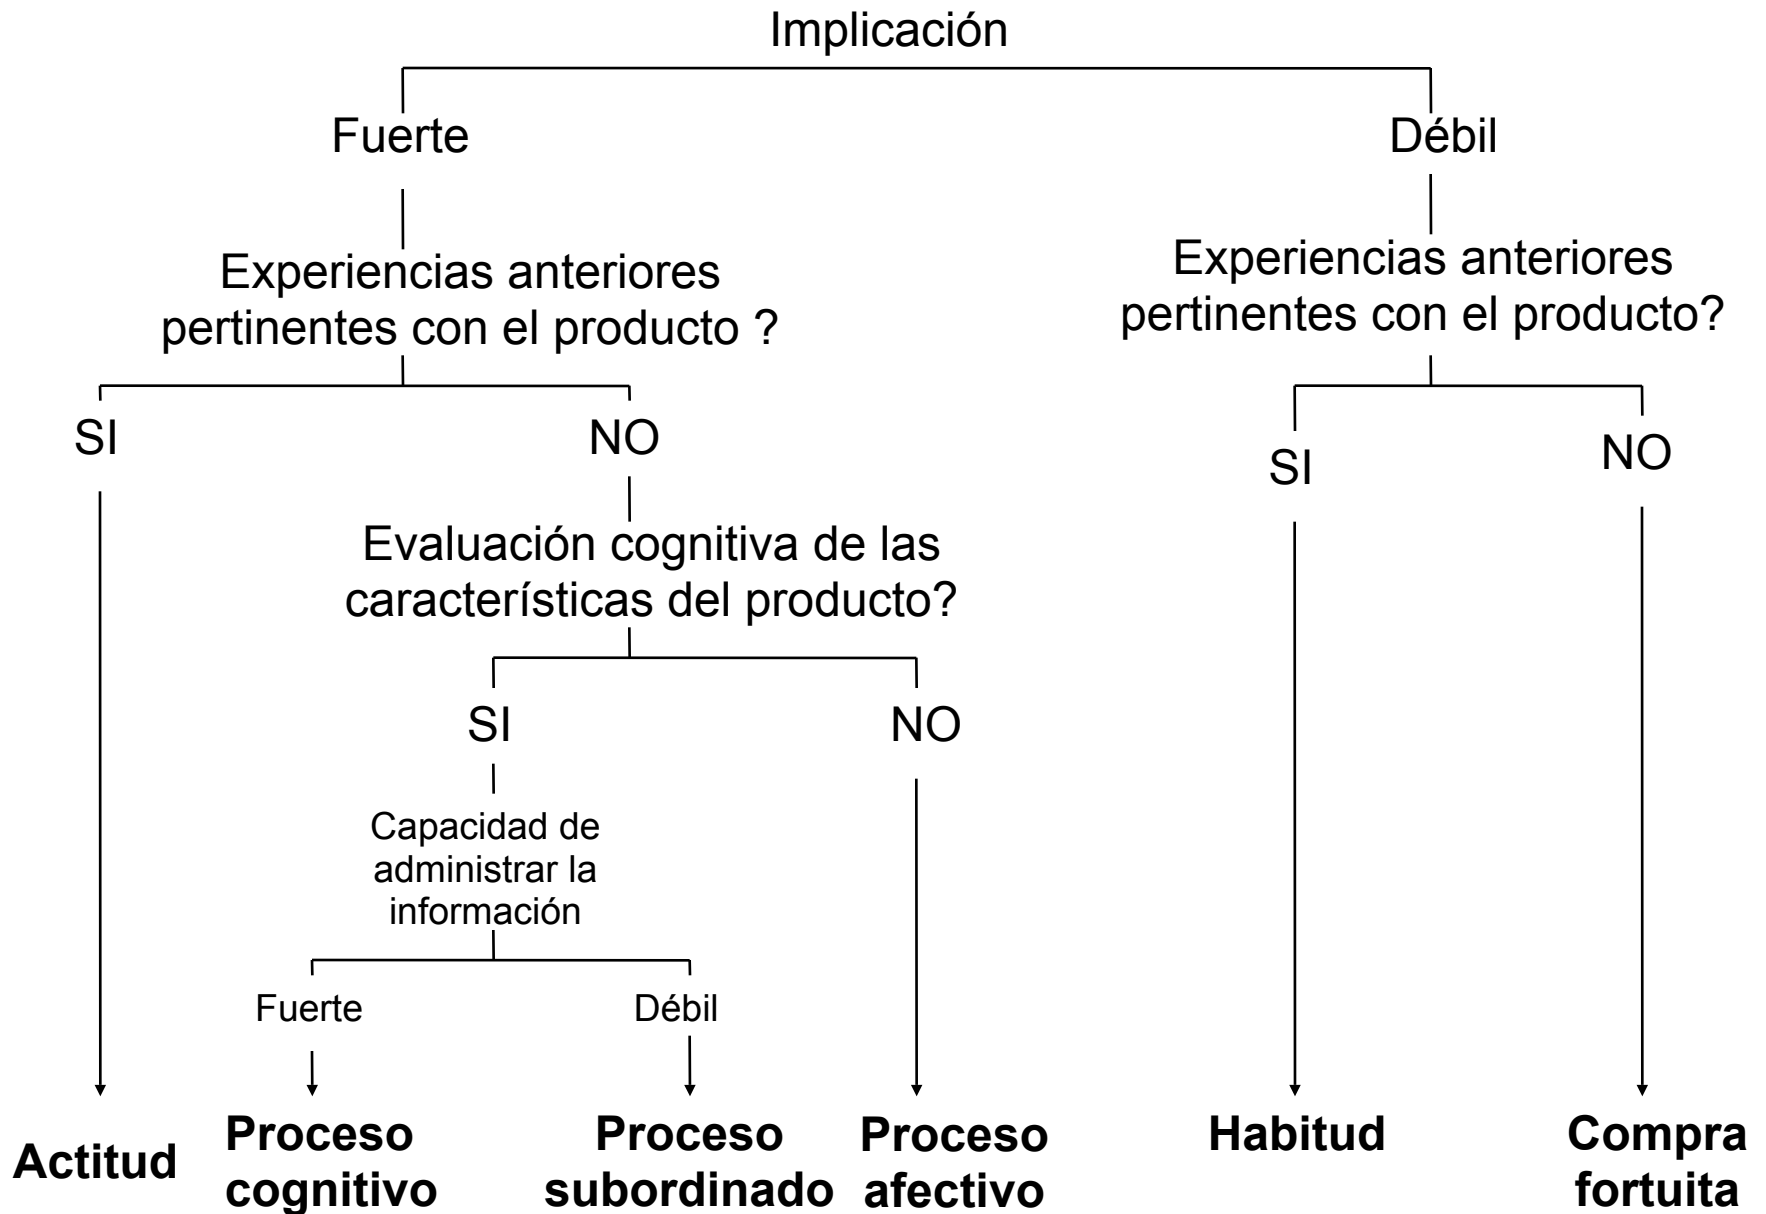 Implicación
Fuerte
Débil
Experiencias anteriores
pertinentes con el producto ?
Experiencias anteriores
pertinentes con el producto?
SI
NO
SI
NO
Evaluación cognitiva de las
características del producto?
SI
NO
Capacidad de
administrar la
información
Fuerte
Débil
Actitud
Proceso
cognitivo
Proceso
subordinado
Proceso
afectivo
Habitud
Compra
fortuita